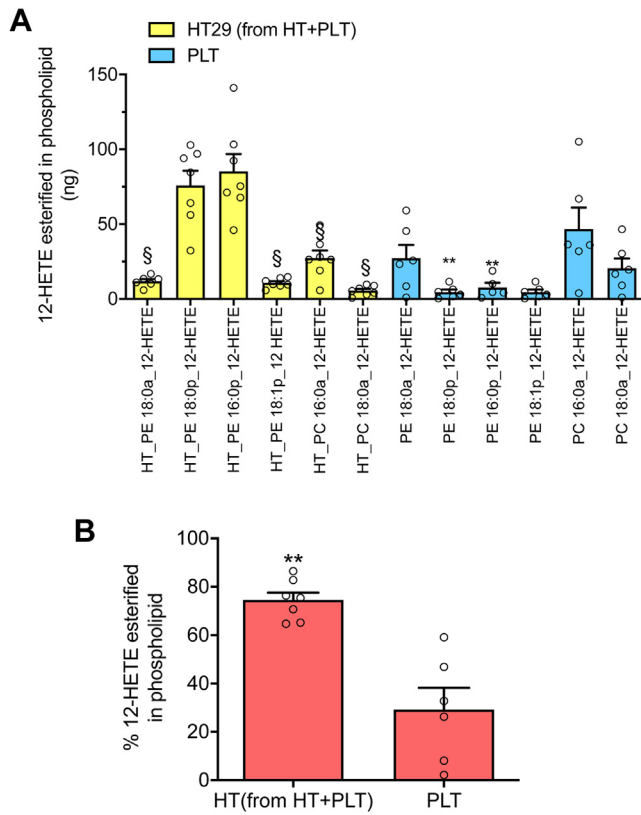 A
HT29 (from HT+PLT)
PLT
12-HETE esterified in phospholipid
(ng)
150
100
50
0
§
§
§
§
**
**
HT_PE 18:0a_12-HETE
HT_PE 18:0p_12-HETE
HT_PE 16:0p_12-HETE
HT_PE 18:1p_12 HETE
HT_PC 16:0a_12-HETE
HT_PC 18:0a_12-HETE
PE 18:0a_12-HETE
PE 18:0p_12-HETE
PE 16:0p_12-HETE
PE 18:1p_12-HETE
PC 16:0a_12-HETE
PC 18:0a_12-HETE
B
% 12-HETE esterified
in phospholipid
100
80
60
40
20
0
**
HT(from HT+PLT)
PLT